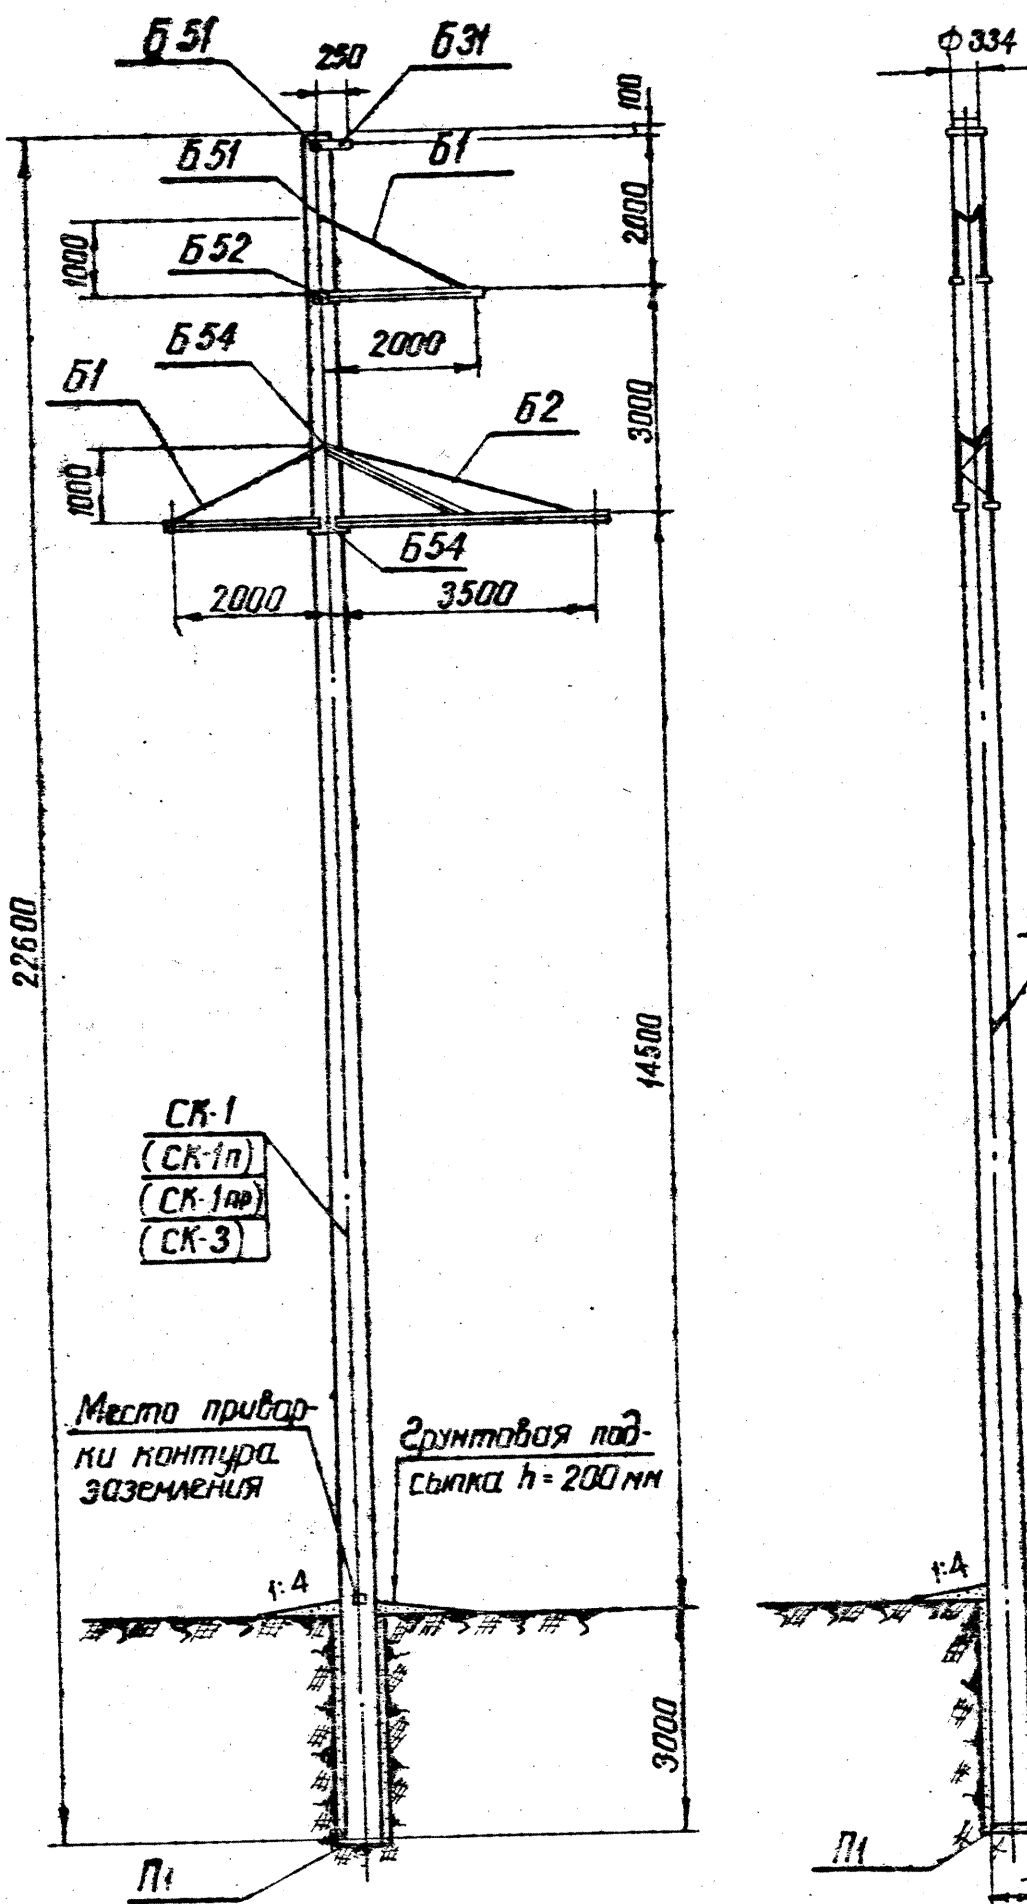 Б51
250
Б31
Ф 334
100
Б51
Б1
2000
1000
Б52
Б54
2000
Б1
Б2
3000
1000
Б54
2000
3500
22600
14500
СК-1
(СК-1п)
(СК-1пр)
(СК-3)
Место привар-
ки контура
заземления
Грунтовая под-
сыпка h = 200 мм
1:4
1:4
3000
П1
П1